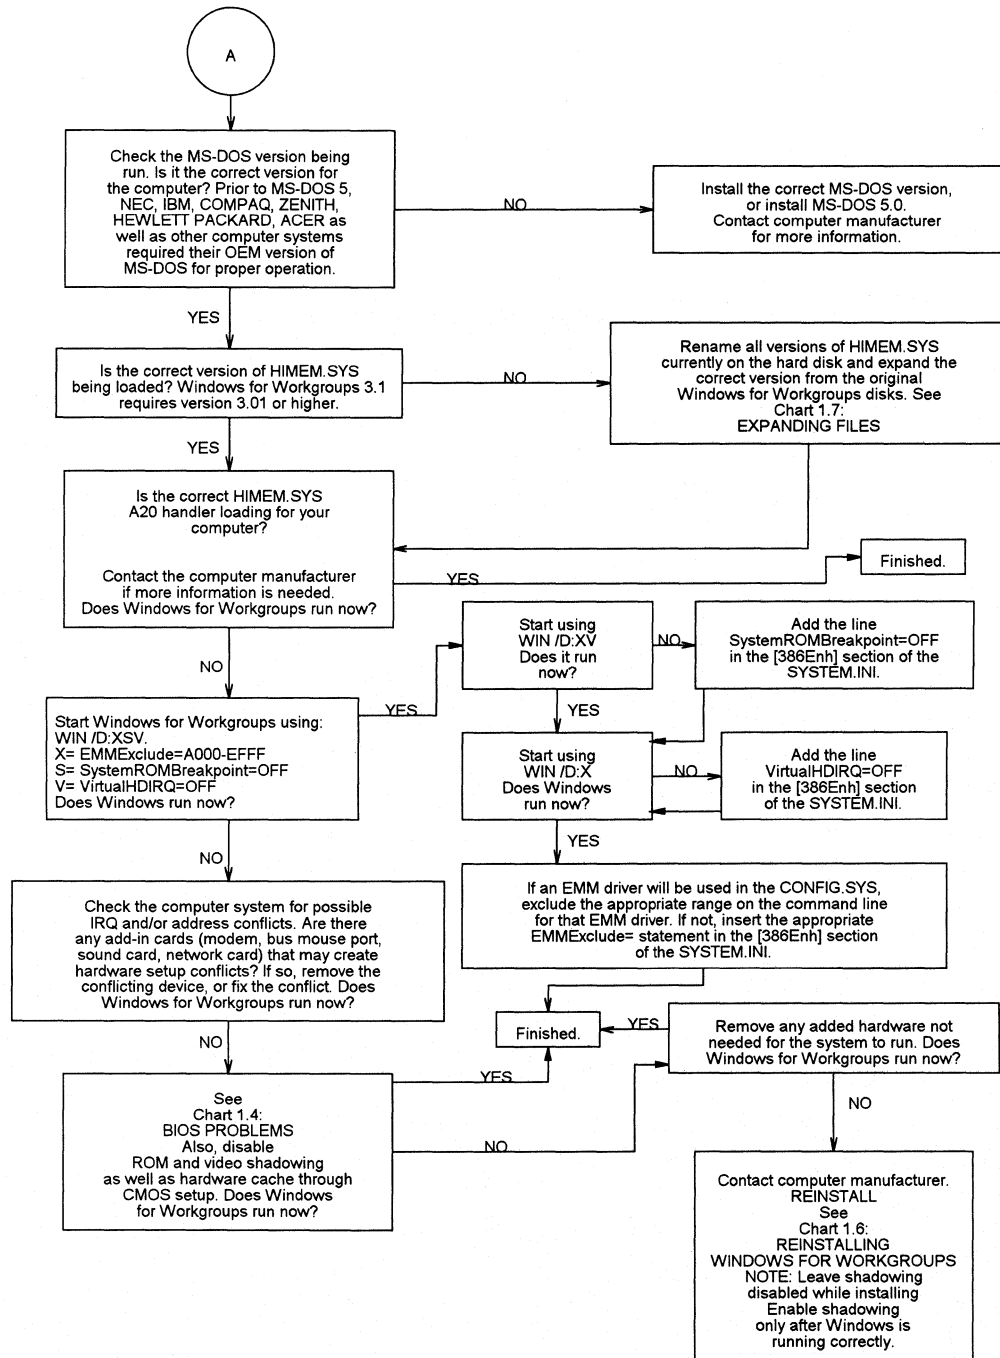 A
Check the MS-DOS version being
run. Is it the correct version for
the computer? Prior to MS-DOS 5,
NEC, IBM, COMPAQ, ZENITH,
HEWLETT PACKARD, ACER as
well as other computer systems
required their OEM version of
MS-DOS for proper operation.
NO
Install the correct MS-DOS version,
or install MS-DOS 5.0.
Contact computer manufacturer
for more information.
YES
Is the correct version of HIMEM.SYS
being loaded? Windows for Workgroups 3.1
requires version 3.01 or higher.
NO
Rename all versions of HIMEM.SYS
currently on the hard disk and expand the
correct version from the original
Windows for Workgroups disks. See
Chart 1.7:
EXPANDING FILES
YES
Is the correct HIMEM.SYS
A20 handler loading for your
computer?
Contact the computer manufacturer
if more information is needed.
Does Windows for Workgroups run now?
YES
Finished.
NO
Start Windows for Workgroups using:
WIN /D:XSV.
X= EMMExclude=A000-EFFF
S= SystemROMBreakpoint=OFF
V= VirtualHDIRQ=OFF
Does Windows run now?
YES
Start using
WIN /D:XV
Does it run
now?
NO
Add the line
SystemROMBreakpoint=OFF
in the [386Enh] section of the
SYSTEM.INI.
YES
Start using
WIN /D:X
Does Windows
run now?
NO
Add the line
VirtualHDIRQ=OFF
in the [386Enh] section
of the SYSTEM.INI.
YES
If an EMM driver will be used in the CONFIG.SYS,
exclude the appropriate range on the command line
for that EMM driver. If not, insert the appropriate
EMMExclude= statement in the [386Enh] section
of the SYSTEM.INI.
NO
Check the computer system for possible
IRQ and/or address conflicts. Are there
any add-in cards (modem, bus mouse port,
sound card, network card) that may create
hardware setup conflicts? If so, remove the
conflicting device, or fix the conflict. Does
Windows for Workgroups run now?
NO
See
Chart 1.4:
BIOS PROBLEMS
Also, disable
ROM and video shadowing
as well as hardware cache through
CMOS setup. Does Windows
for Workgroups run now?
YES
Finished.
NO
YES
Remove any added hardware not
needed for the system to run. Does
Windows for Workgroups run now?
NO
Contact computer manufacturer.
REINSTALL
See
Chart 1.6:
REINSTALLING
WINDOWS FOR WORKGROUPS
NOTE: Leave shadowing
disabled while installing
Enable shadowing
only after Windows is
running correctly.